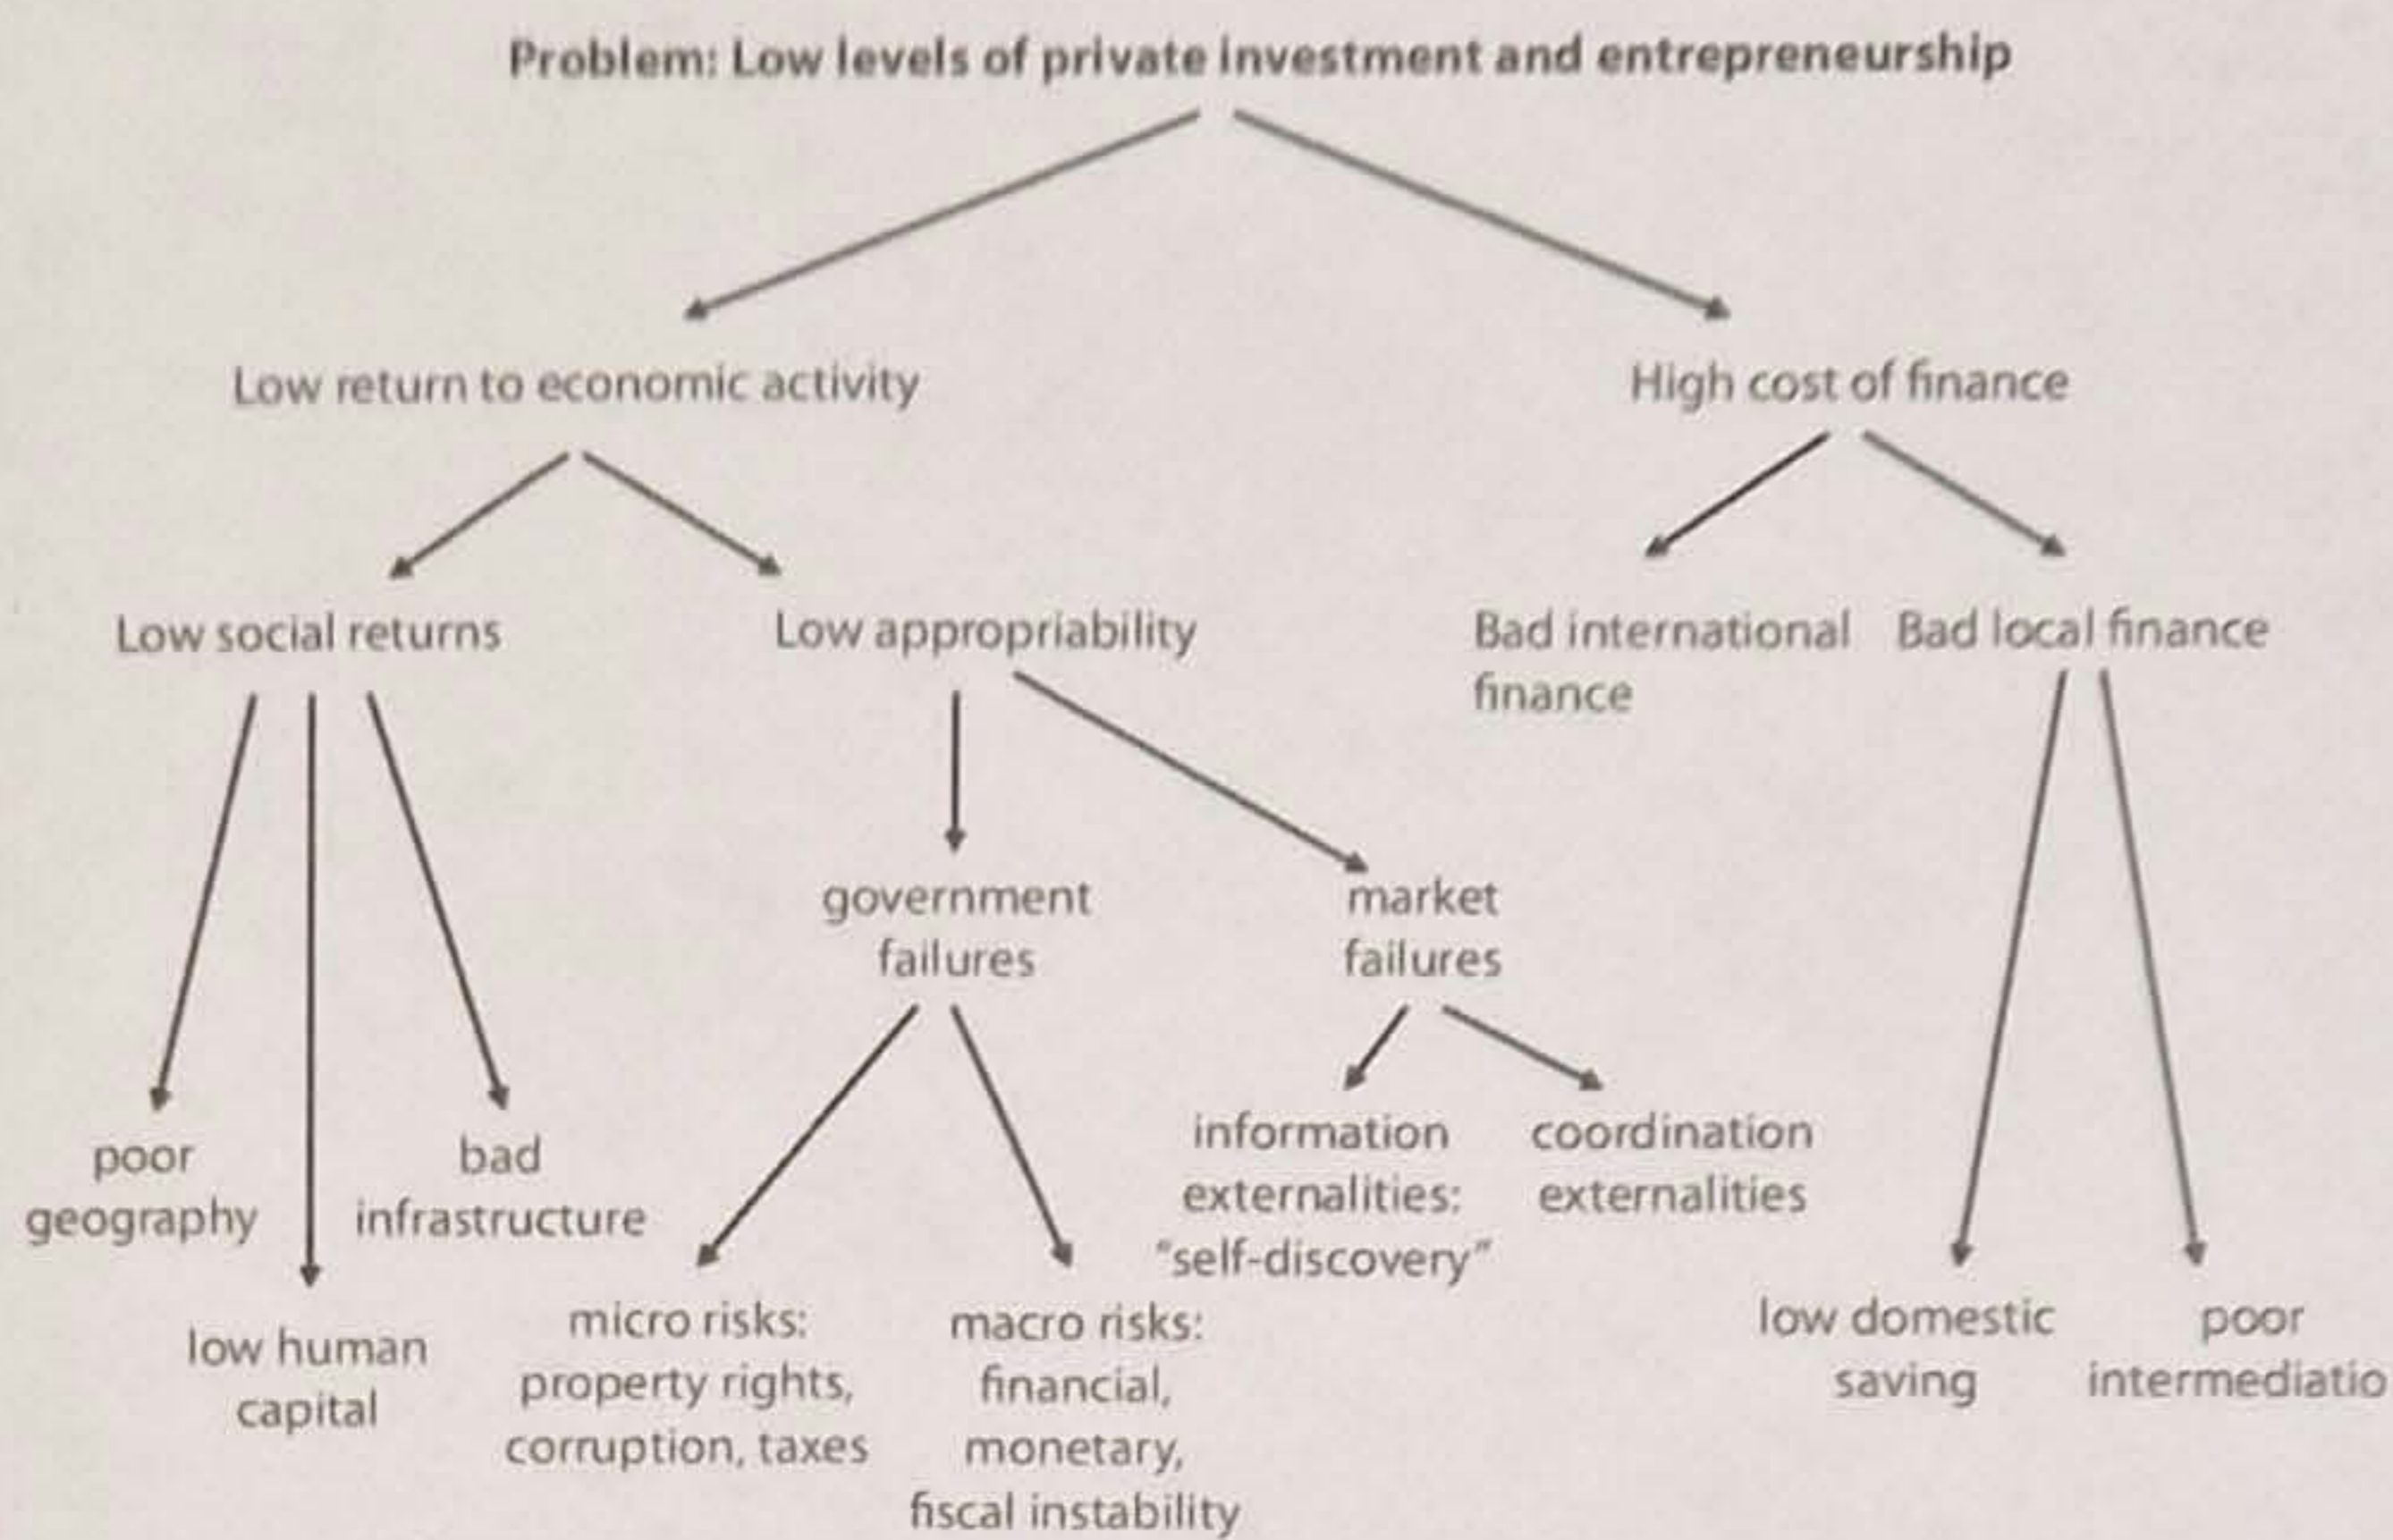 Problem: Low levels of private investment and entrepreneurship
Low return to economic activity
High cost of finance
Low social returns
Low appropriability
Bad international
finance
Bad local finance
government
failures
market
failures
poor
geography
bad
infrastructure
low human
capital
micro risks:
property rights,
corruption, taxes
macro risks:
financial,
monetary,
fiscal instability
information
externalities:
"self-discovery"
coordination
externalities
low domestic
saving
poor
intermediatio